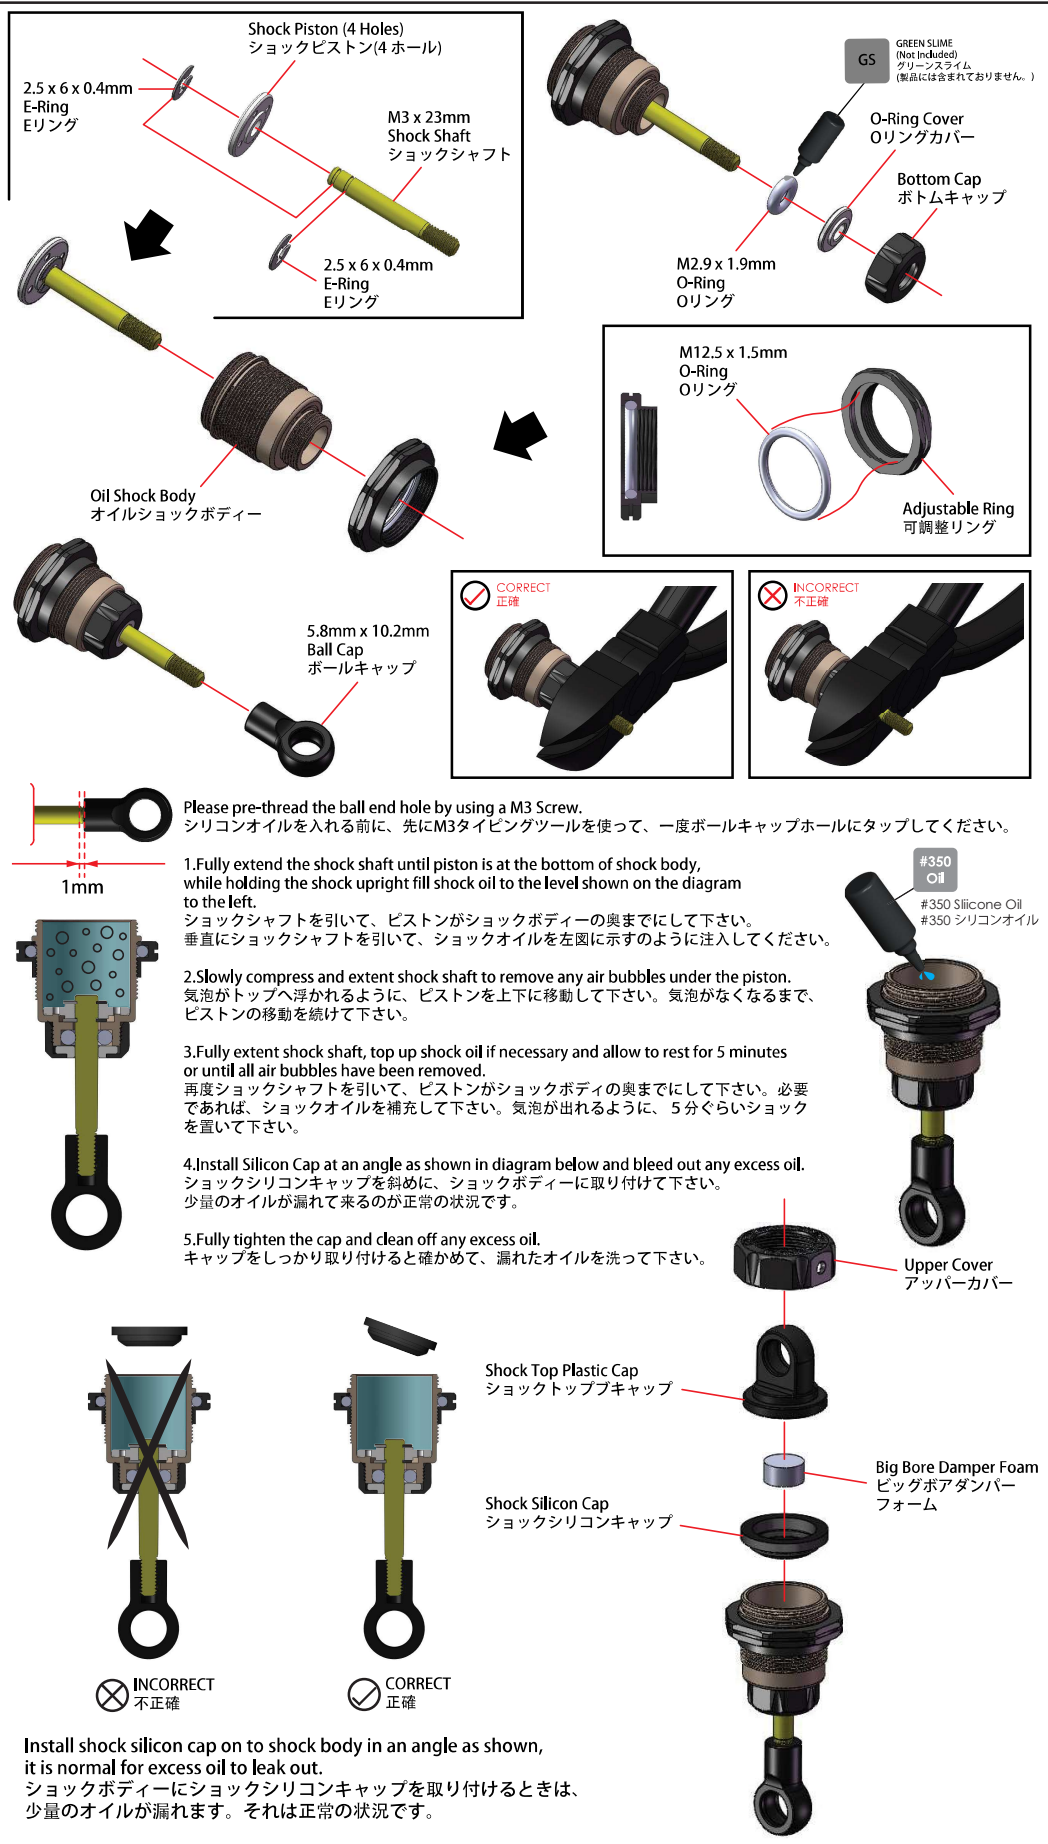 Shock Piston (4 Holes)
ショックピストン(4 ホール)
2.5 x 6 x 0.4mm
E-Ring
Eリング
M3 x 23mm
Shock Shaft
ショックシャフト
2.5 x 6 x 0.4mm
E-Ring
Eリング
GS
GREEN SLIME
(Not Included)
グリーンスライム
(製品には含まれておりません。)
O-Ring Cover
Oリングカバー
Bottom Cap
ボトムキャップ
M2.9 x 1.9mm
O-Ring
Oリング
M12.5 x 1.5mm
O-Ring
Oリング
Adjustable Ring
可調整リング
Oil Shock Body
オイルショックボディー
5.8mm x 10.2mm
Ball Cap
ボールキャップ
CORRECT
正確
INCORRECT
不正確
Please pre-thread the ball end hole by using a M3 Screw.
シリコンオイルを入れる前に、先にM3タイピングツールを使って、一度ボールキャップホールにタップしてください。
1mm
1.Fully extend the shock shaft until piston is at the bottom of shock body,
while holding the shock upright fill shock oil to the level shown on the diagram
to the left.
ショックシャフトを引いて、ピストンがショックボディーの奥までにして下さい。
垂直にショックシャフトを引いて、ショックオイルを左図に示すのように注入してください。
2.Slowly compress and extent shock shaft to remove any air bubbles under the piston.
気泡がトップへ浮かれるように、ピストンを上下に移動して下さい。気泡がなくなるまで、
ピストンの移動を続けて下さい。
3.Fully extent shock shaft, top up shock oil if necessary and allow to rest for 5 minutes
or until all air bubbles have been removed.
再度ショックシャフトを引いて、ピストンがショックボディの奥までにして下さい。必要
であれば、ショックオイルを補充して下さい。気泡が出れるように、５分ぐらいショック
を置いて下さい。
4.Install Silicon Cap at an angle as shown in diagram below and bleed out any excess oil.
ショックシリコンキャップを斜めに、ショックボディーに取り付けて下さい。
少量のオイルが漏れて来るのが正常の状況です。
5.Fully tighten the cap and clean off any excess oil.
キャップをしっかり取り付けると確かめて、漏れたオイルを洗って下さい。
#350
Oil
#350 Sliicone Oil
#350 シリコンオイル
Upper Cover
アッパーカバー
Shock Top Plastic Cap
ショックトップブキャップ
Big Bore Damper Foam
ビッグボアダンパー
フォーム
Shock Silicon Cap
ショックシリコンキャップ
INCORRECT
不正確
CORRECT
正確
Install shock silicon cap on to shock body in an angle as shown,
it is normal for excess oil to leak out.
ショックボディーにショックシリコンキャップを取り付けるときは、
少量のオイルが漏れます。それは正常の状況です。